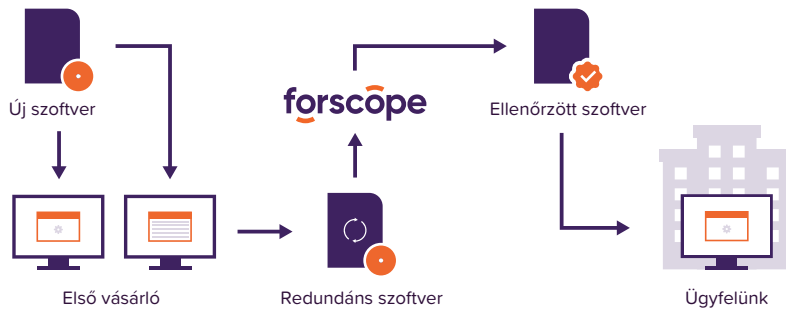 Új szoftver
forscope
Ellenőrzött szoftver
Első vásárló
Redundáns szoftver
Ügyfelünk